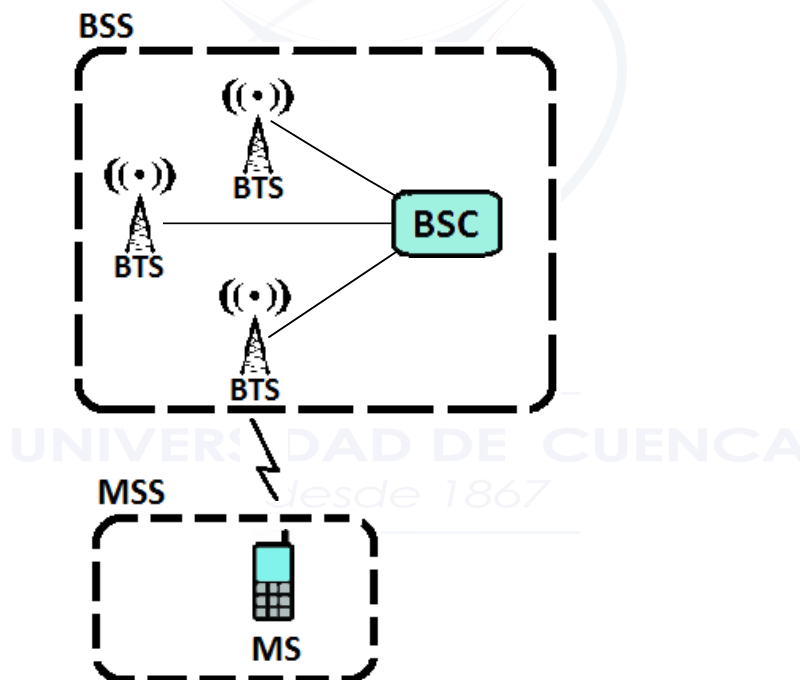 BSS
BTS
BTS
BSC
BTS
UNIVERSIDAD DE CUENCA
desde 1867
MSS
MS